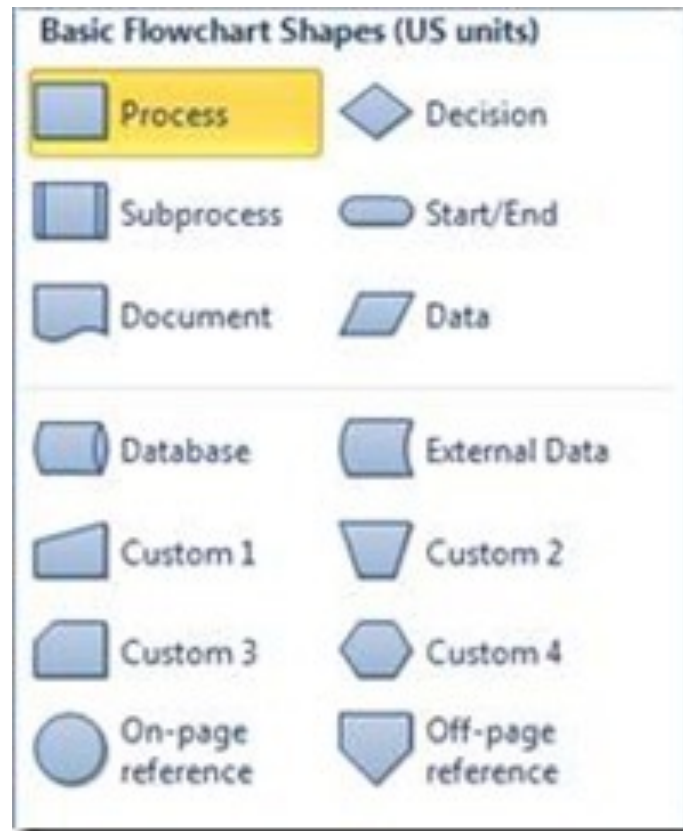 Basic Flowchart Shapes (US units)
Process
Decision
Subprocess
Start/End
Document
Data
Database
External Data
Custom 1
Custom 2
Custom 3
Custom 4
On-page
reference
Off-page
reference